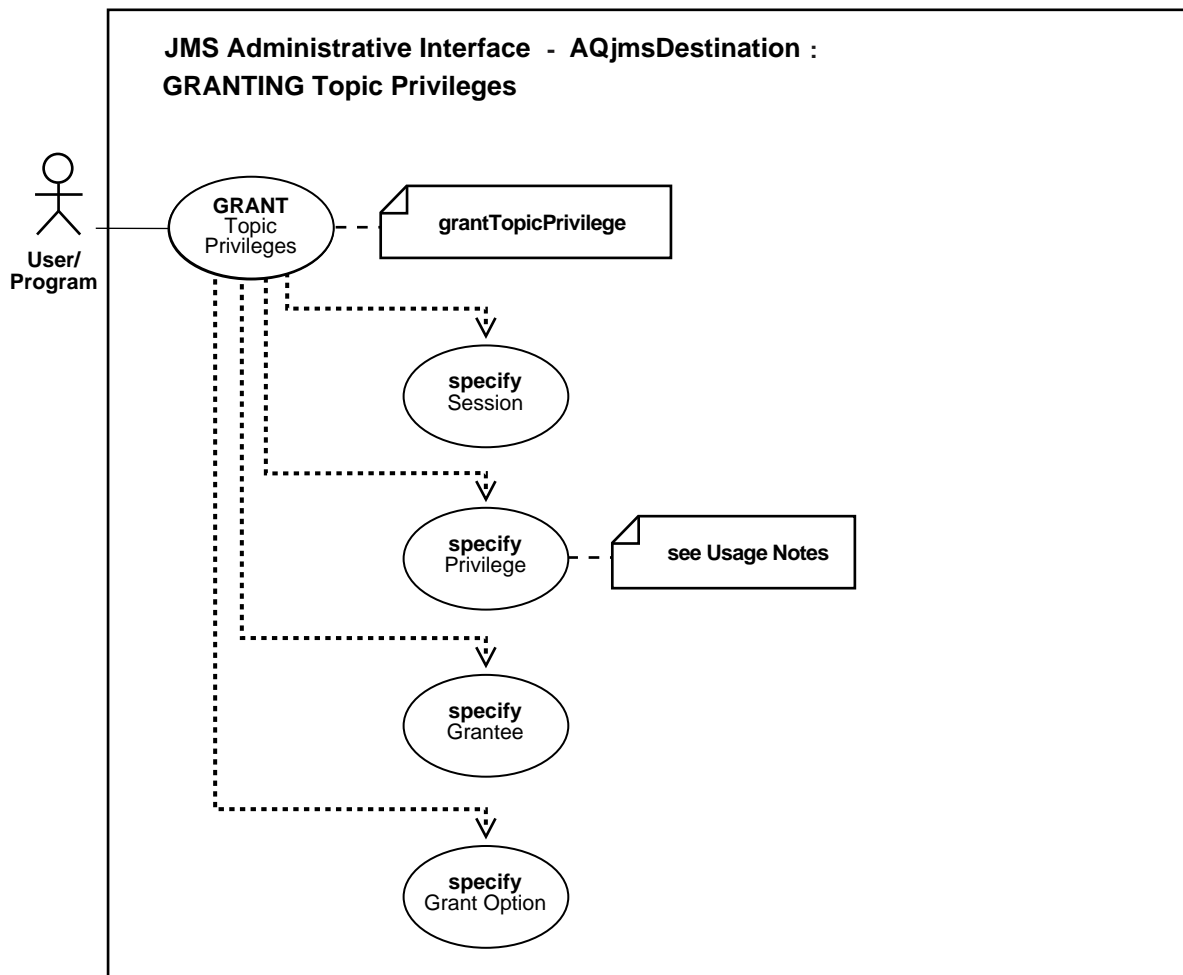 JMS Administrative Interface - AQjmsDestination :
GRANTING Topic Privileges
User/
Program
GRANT
Topic
Privileges
grantTopicPrivilege
specify
Session
specify
Privilege
see Usage Notes
specify
Grantee
specify
Grant Option